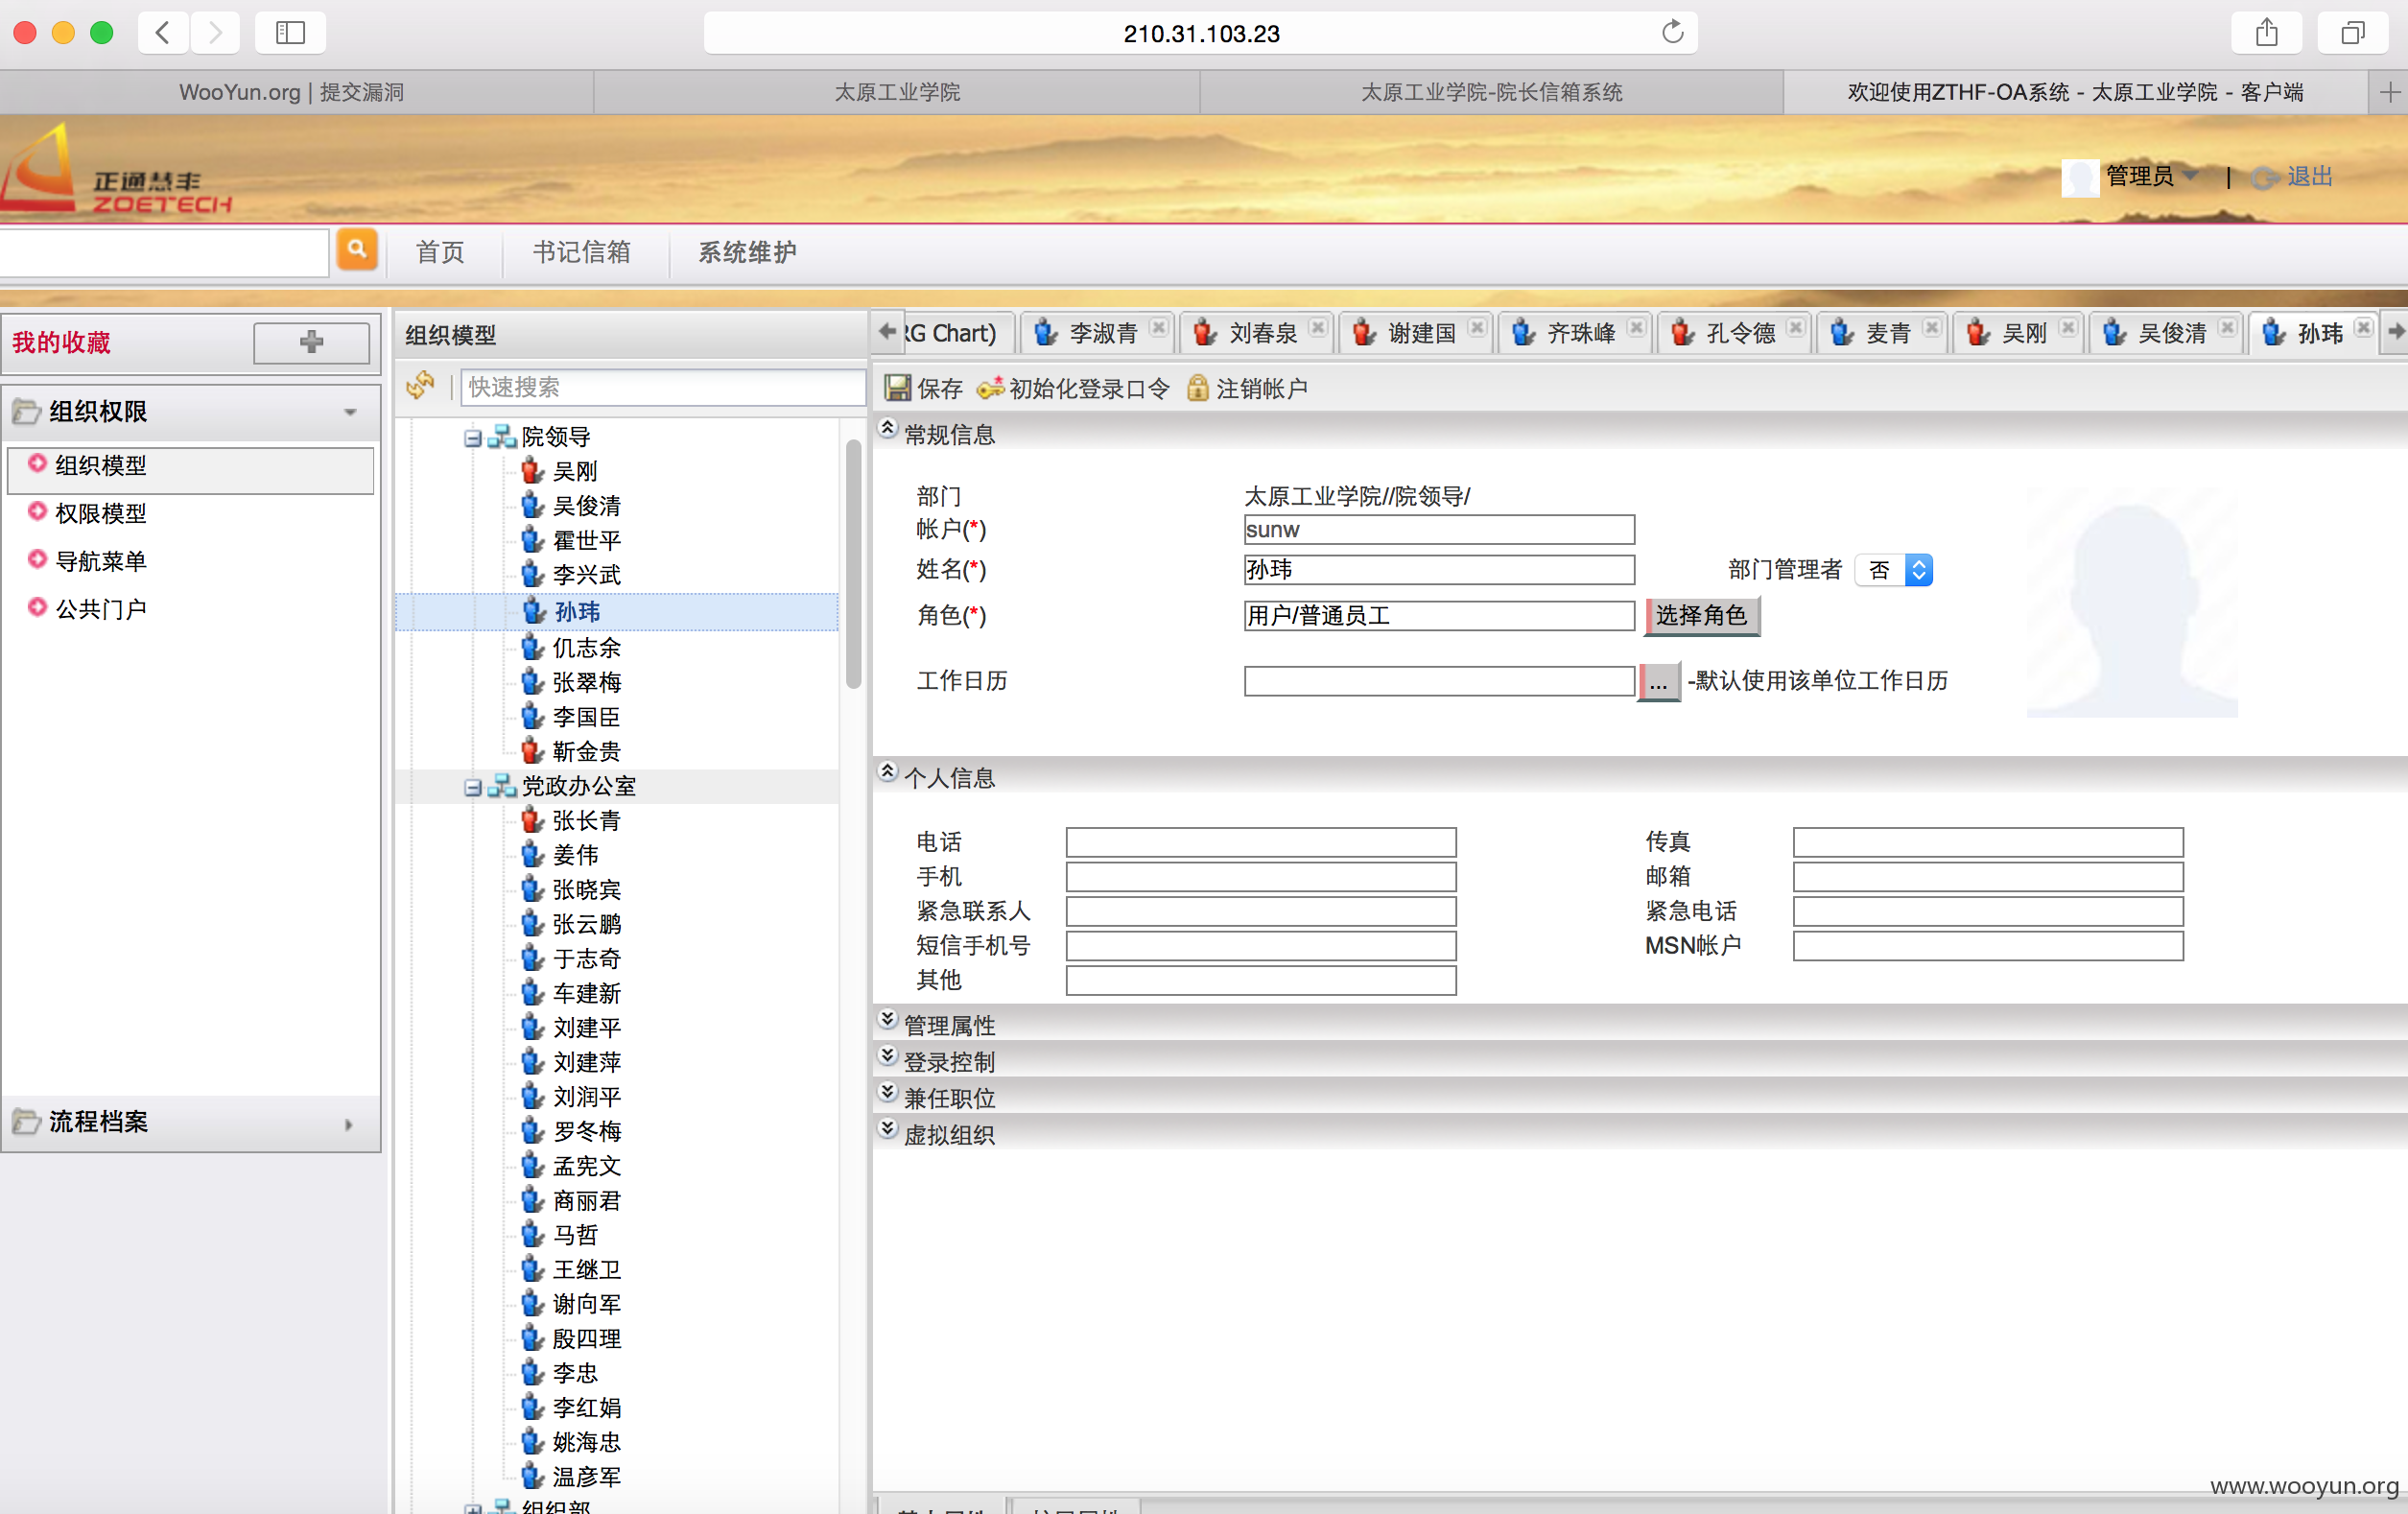 210.31.103.23
WooYun.org | 提交漏洞
太原工业学院
太原工业学院-院长信箱系统
欢迎使用ZTHF-OA系统 - 太原工业学院 - 客户端
正通慧丰
ZOETECH
管理员
|
退出
首页
书记信箱
系统维护
我的收藏
组织权限
组织模型
权限模型
导航菜单
公共门户
流程档案
组织模型
快速搜索
院领导
吴刚
吴俊清
霍世平
李兴武
孙玮
仉志余
张翠梅
李国臣
靳金贵
党政办公室
张长青
姜伟
张晓宾
张云鹏
于志奇
车建新
刘建平
刘建萍
刘润平
罗冬梅
孟宪文
商丽君
马哲
王继卫
谢向军
殷四理
李忠
李红娟
姚海忠
温彦军
组织部
RG Chart)
李淑青
刘春泉
谢建国
齐珠峰
孔令德
麦青
吴刚
吴俊清
孙玮
保存
初始化登录口令
注销帐户
常规信息
部门
太原工业学院//院领导/
帐户(*)
sunw
姓名(*)
孙玮
部门管理者
否
角色(*)
用户/普通员工
选择角色
工作日历
...
-默认使用该单位工作日历
个人信息
电话
传真
手机
邮箱
紧急联系人
紧急电话
短信手机号
MSN帐户
其他
管理属性
登录控制
兼任职位
虚拟组织
www.wooyun.org